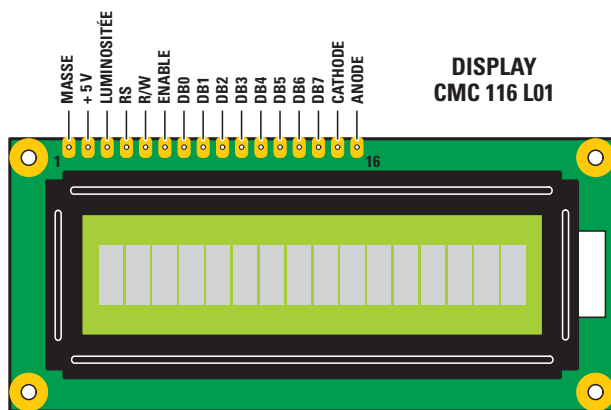 MASSE
+ 5 V
LUMINOSITÉE
RS
R/W
ENABLE
DB0
DB1
DB2
DB3
DB4
DB5
DB6
DB7
CATHODE
ANODE
DISPLAY
CMC 116 L01
1
16